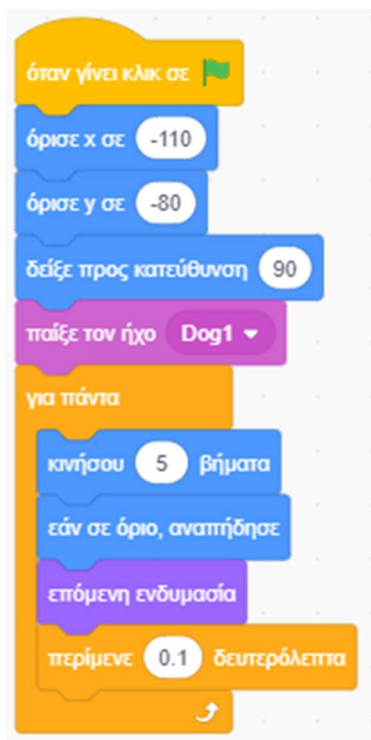 όταν γίνει κλικ σε
όρισε x σε -110
όρισε y σε -80
δείξε προς κατεύθυνση 90
παίξε τον ήχο Dog1
για πάντα
κινήσου 5 βήματα
εάν σε όριο, αναπήδησε
επόμενη ενδυμασία
περίμενε 0.1 δευτερόλεπτα